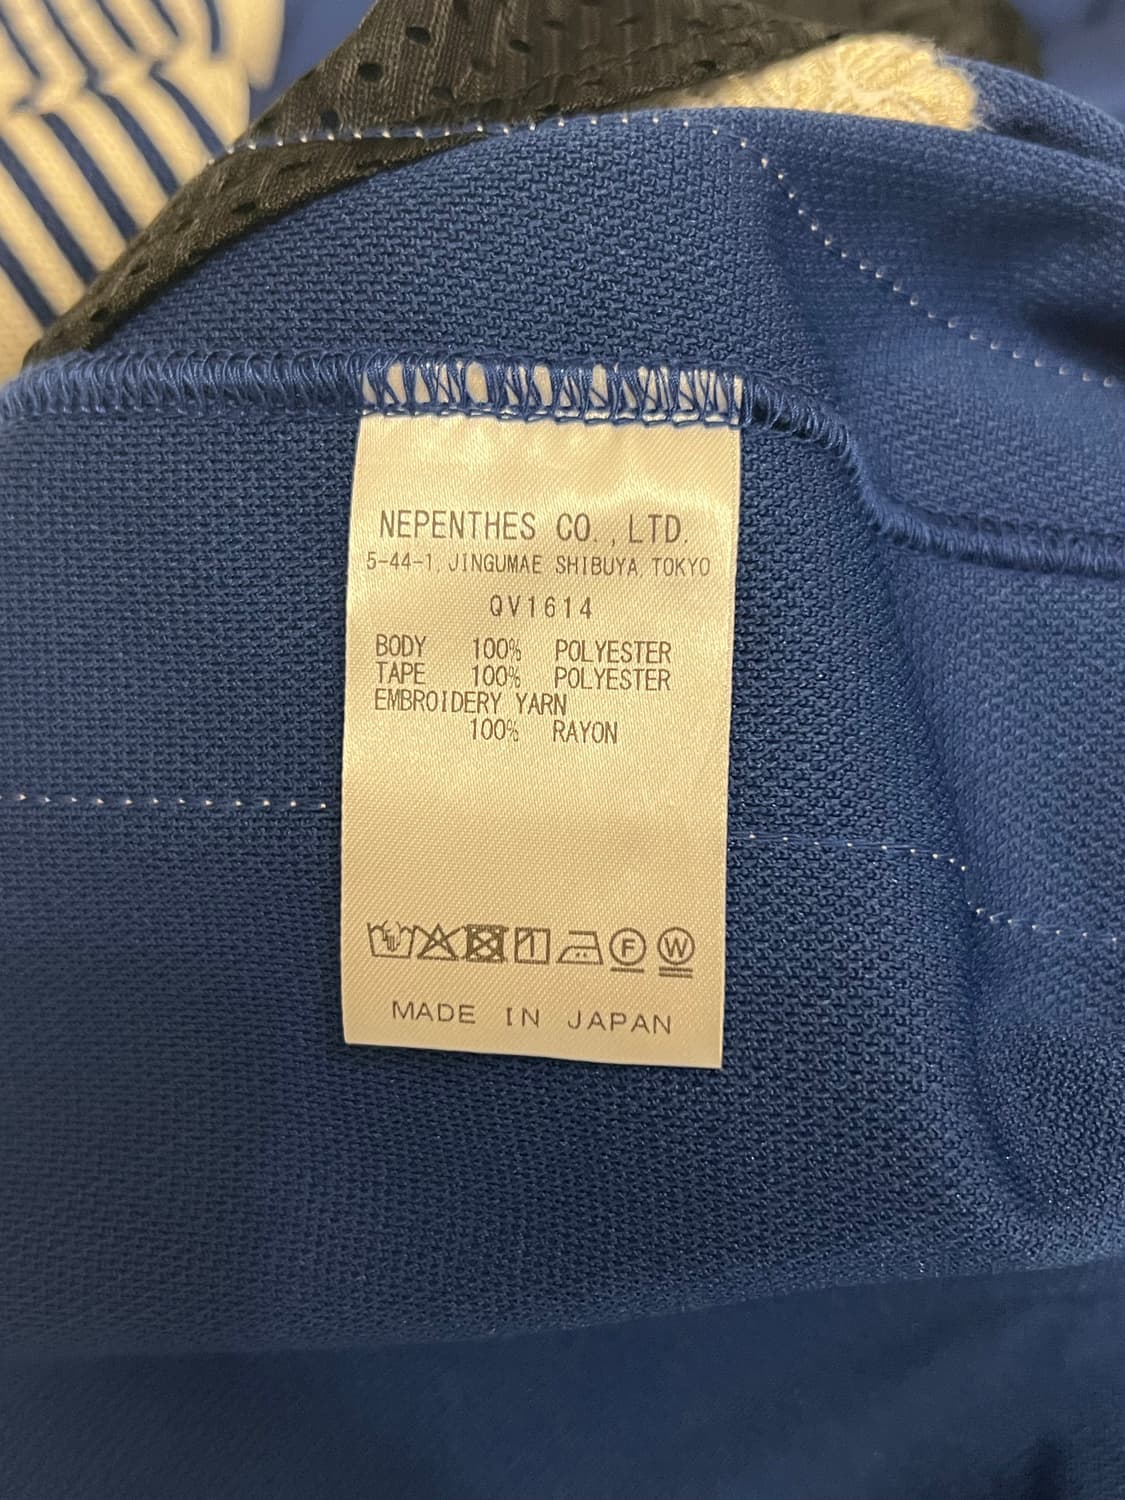 NEPENTHES CO.,LTD.
5-44-1, JINGUMAE SHIBUYA, TOKYO
QV1614
BODY 100% POLYESTER
TAPE 100% POLYESTER
EMBROIDERY YARN
100% RAYON
F W
MADE IN JAPAN